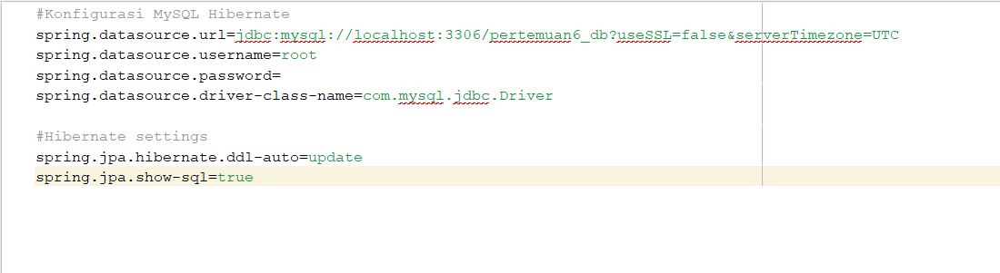 #Konfigurasi MySQL Hibernate
spring.datasource.url=jdbc:mysql://localhost:3306/pertemuan6_db?useSSL=false&serverTimezone=UTC
spring.datasource.username=root
spring.datasource.password=
spring.datasource.driver-class-name=com.mysql.jdbc.Driver
#Hibernate settings
spring.jpa.hibernate.ddl-auto=update
spring.jpa.show-sql=true